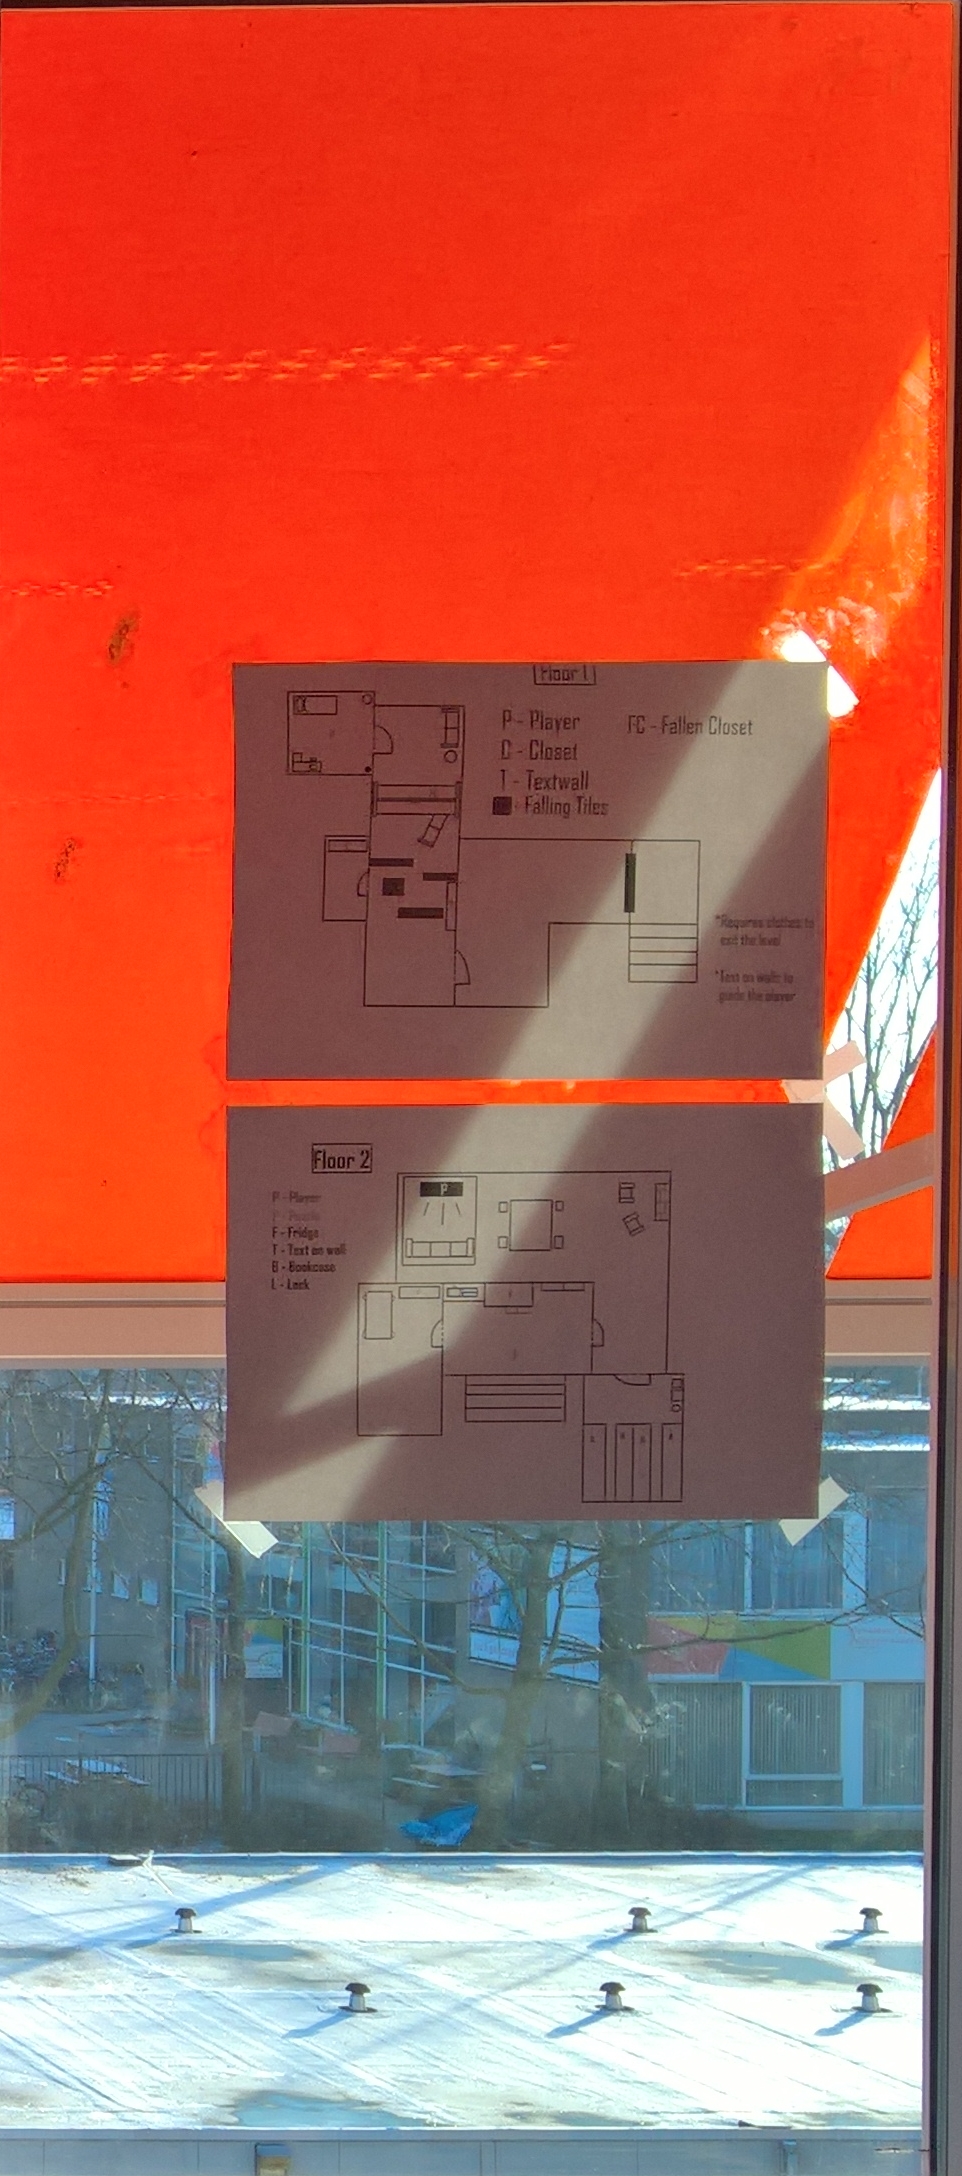 Floor 1
P - Player
FC - Fallen Closet
C - Closet
T - Textwall
- Falling Tiles
*Requires clothes to
exit the level
*Text on walls to
guide the player
Floor 2
P - Player
F - Fridge
T - Text on wall
B - Bookcase
L - Lock
P